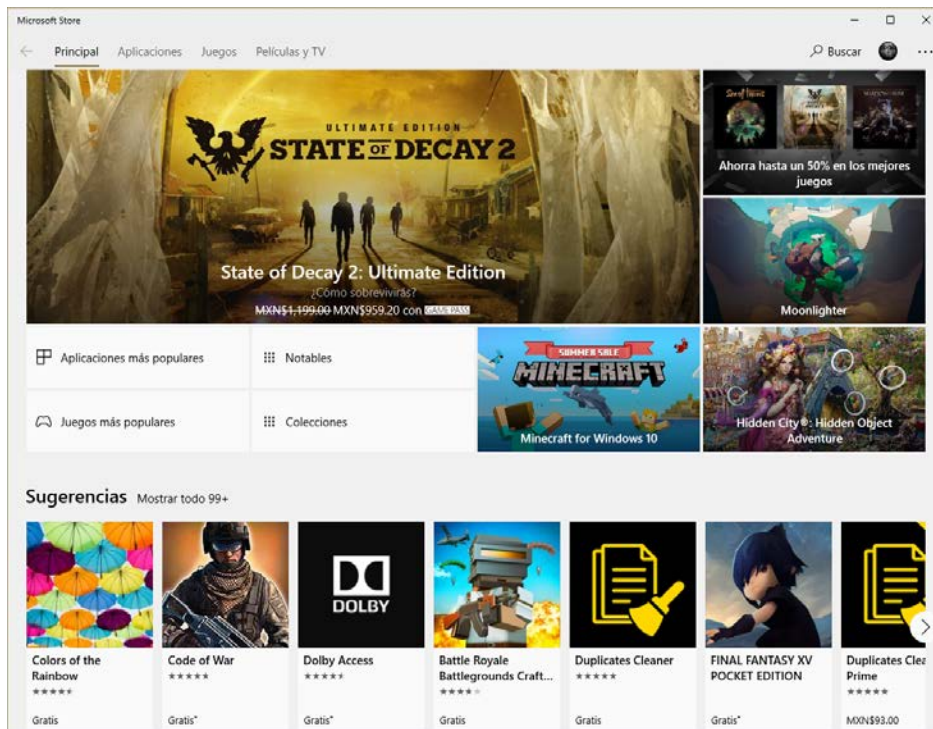 Microsoft Store
Principal Aplicaciones Juegos Películas y TV Buscar
ULTIMATE EDITION
STATE OF DECAY 2
State of Decay 2: Ultimate Edition
¿Cómo sobrevivirás?
MXN$1,199.00 MXN$959.20 con GAME PASS
Ahorra hasta un 50% en los mejores
juegos
Moonlighter
Aplicaciones más populares
Notables
Juegos más populares
Colecciones
SUMMER SALE
MINECRAFT
Minecraft for Windows 10
Hidden City®: Hidden Object
Adventure
Sugerencias Mostrar todo 99+
DOLBY
Colors of the
Rainbow
Gratis
Code of War
Gratis*
Dolby Access
Gratis
Battle Royale
Battlegrounds Craft...
Gratis
Duplicates Cleaner
Gratis
FINAL FANTASY XV
POCKET EDITION
Gratis*
Duplicates Clea
Prime
MXN$93.00